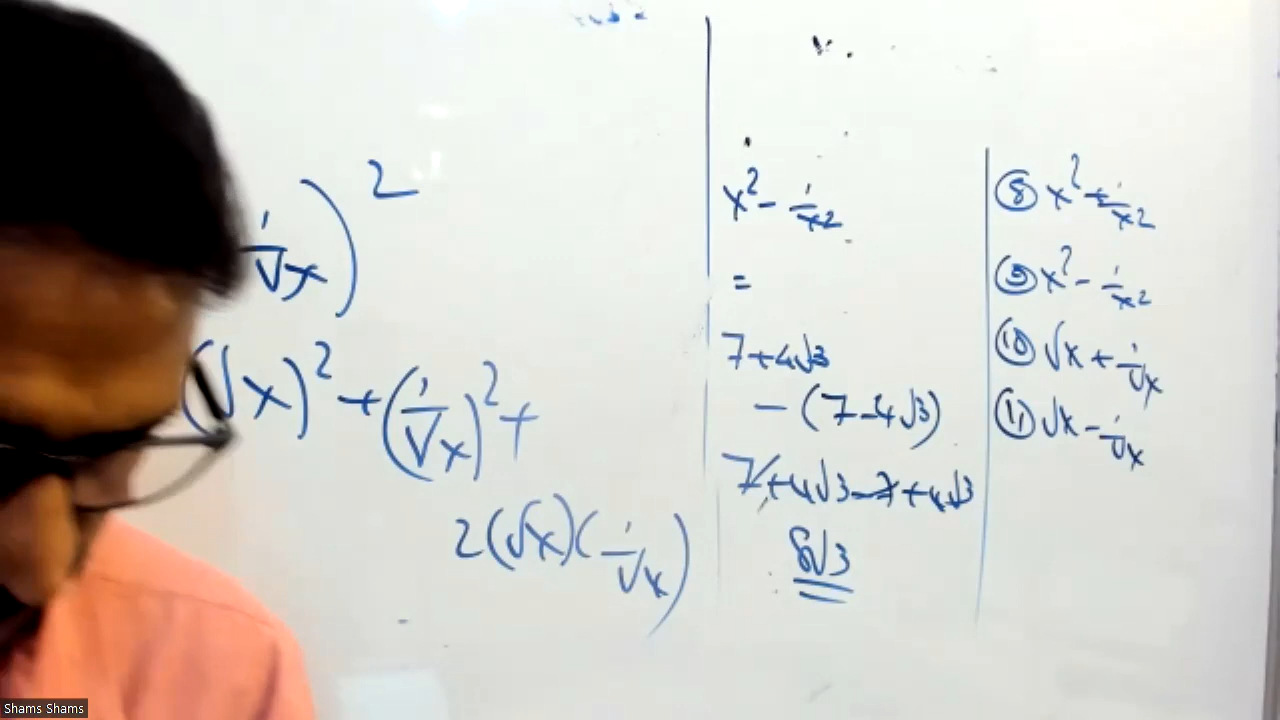 1/√x)²
(√x)² + (1/√x)² +
2(√x)(1/√x)
x² - 1/x²
=
7+4√3
- (7-4√3)
7+4√3-7+4√3
8√3
⑧ x² + 1/x²
⑨ x² - 1/x²
⑩ √x + 1/√x
⑪ √x - 1/√x
Shams Shams